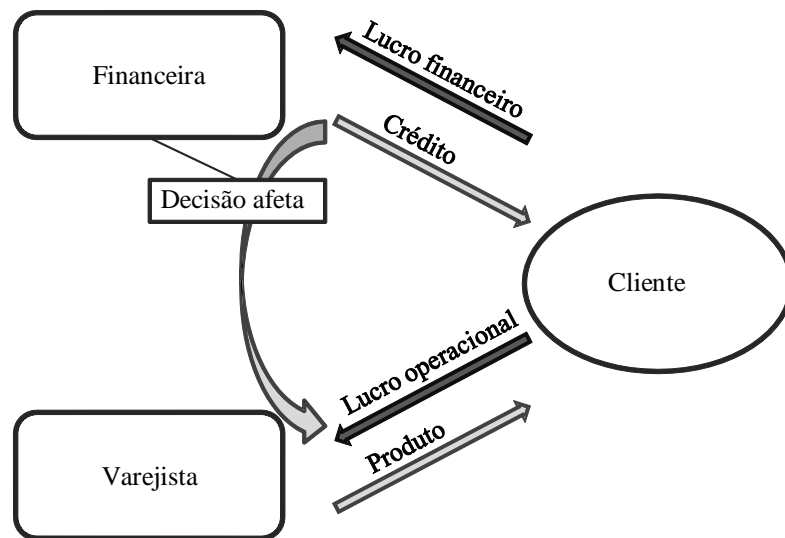 Lucro financeiro
Financeira
Crédito
Decisão afeta
Cliente
Lucro operacional
Produto
Varejista